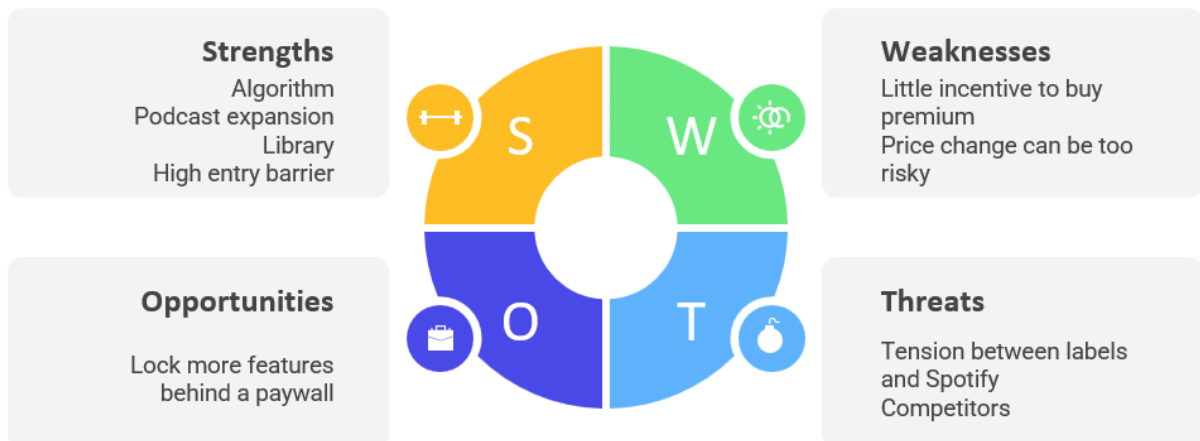 Strengths
Algorithm
Podcast expansion
Library
High entry barrier
S
W
Weaknesses
Little incentive to buy
premium
Price change can be too
risky
Opportunities
Lock more features
behind a paywall
O
T
Threats
Tension between labels
and Spotify
Competitors